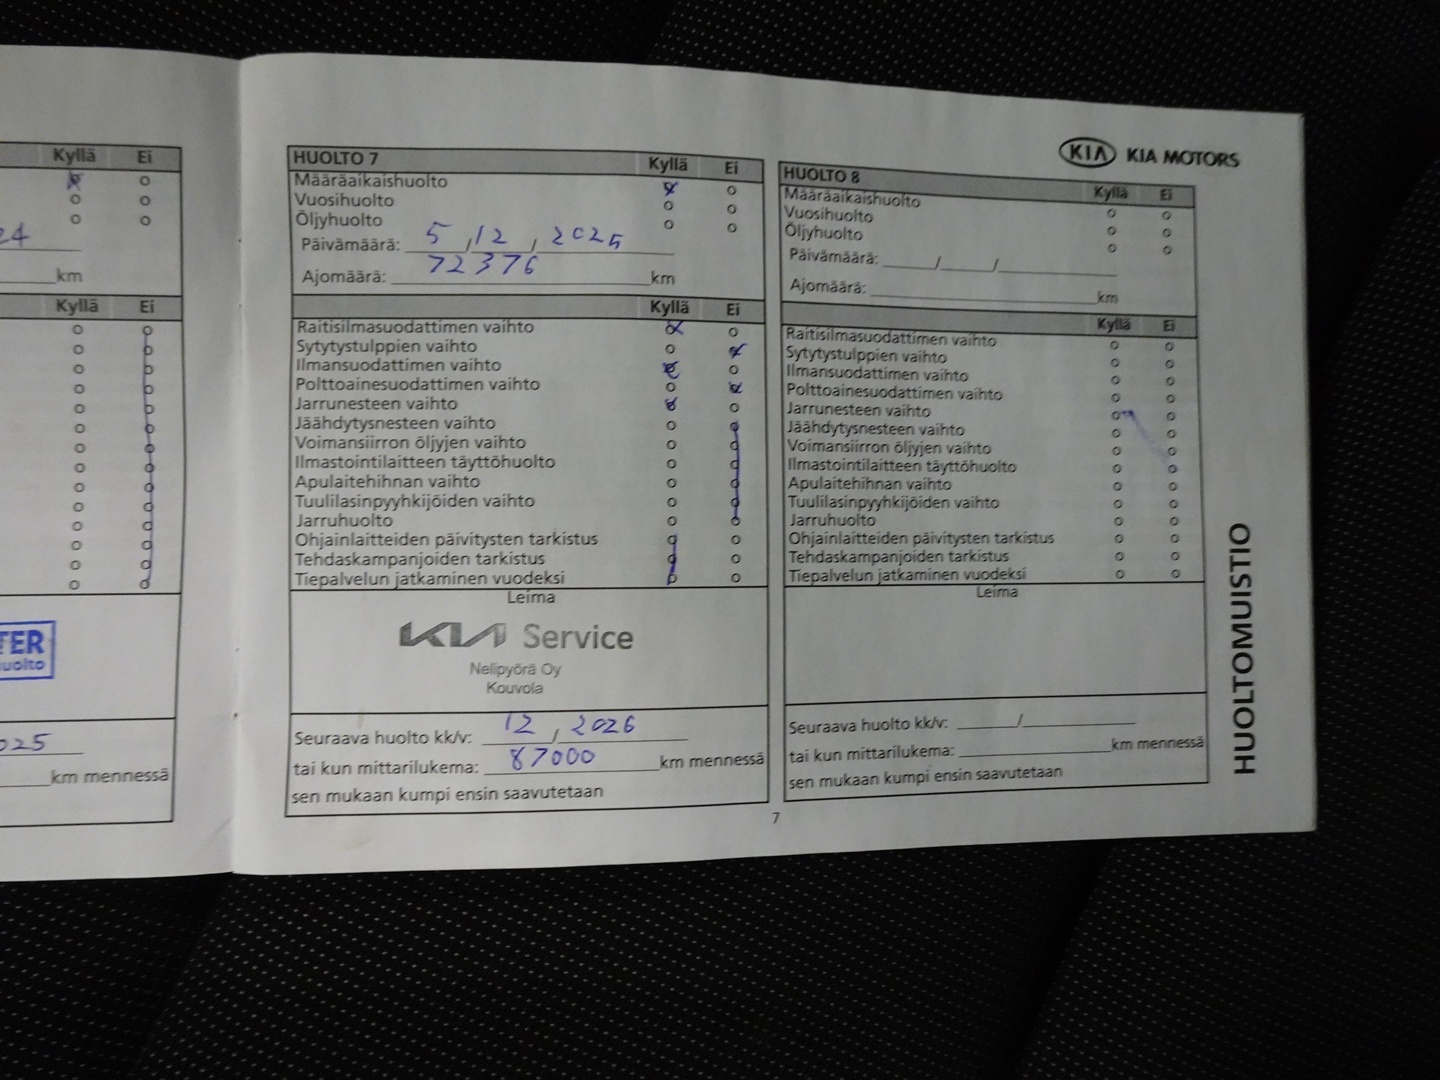 Kyllä Ei
24
km
Kyllä Ei
TER
uolto
025
km mennessä
HUOLTO 7 Kyllä Ei
Määräaikaishuolto
Vuosihuolto
Öljyhuolto
Päivämäärä: 5 / 12 / 2025
Ajomäärä: 72376 km
Kyllä Ei
Raitisilmasuodattimen vaihto
Sytytystulppien vaihto
Ilmansuodattimen vaihto
Polttoainesuodattimen vaihto
Jarrunesteen vaihto
Jäähdytysnesteen vaihto
Voimansiirron öljyjen vaihto
Ilmastointilaitteen täyttöhuolto
Apulaitehihnan vaihto
Tuulilasinpyyhkijöiden vaihto
Jarruhuolto
Ohjainlaitteiden päivitysten tarkistus
Tehdaskampanjoiden tarkistus
Tiepalvelun jatkaminen vuodeksi
Leima
KIA Service
Nelipyörä Oy
Kouvola
Seuraava huolto kk/v: 12 / 2026
tai kun mittarilukema: 87000 km mennessä
sen mukaan kumpi ensin saavutetaan
KIA KIA MOTORS
HUOLTO 8 Kyllä Ei
Määräaikaishuolto
Vuosihuolto
Öljyhuolto
Päivämäärä: / /
Ajomäärä: km
Kyllä Ei
Raitisilmasuodattimen vaihto
Sytytystulppien vaihto
Ilmansuodattimen vaihto
Polttoainesuodattimen vaihto
Jarrunesteen vaihto
Jäähdytysnesteen vaihto
Voimansiirron öljyjen vaihto
Ilmastointilaitteen täyttöhuolto
Apulaitehihnan vaihto
Tuulilasinpyyhkijöiden vaihto
Jarruhuolto
Ohjainlaitteiden päivitysten tarkistus
Tehdaskampanjoiden tarkistus
Tiepalvelun jatkaminen vuodeksi
Leima
Seuraava huolto kk/v: /
tai kun mittarilukema: km mennessä
sen mukaan kumpi ensin saavutetaan
HUOLTOMUISTIO
7